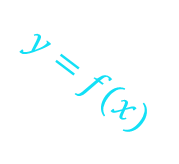 y = f(x)